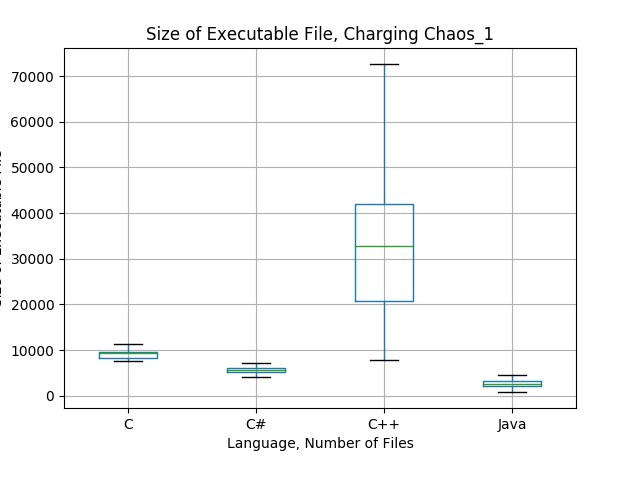 Size of Executable File, Charging Chaos_1
70000
60000
50000
40000
30000
20000
10000
0
C
C#
C++
Java
Language, Number of Files